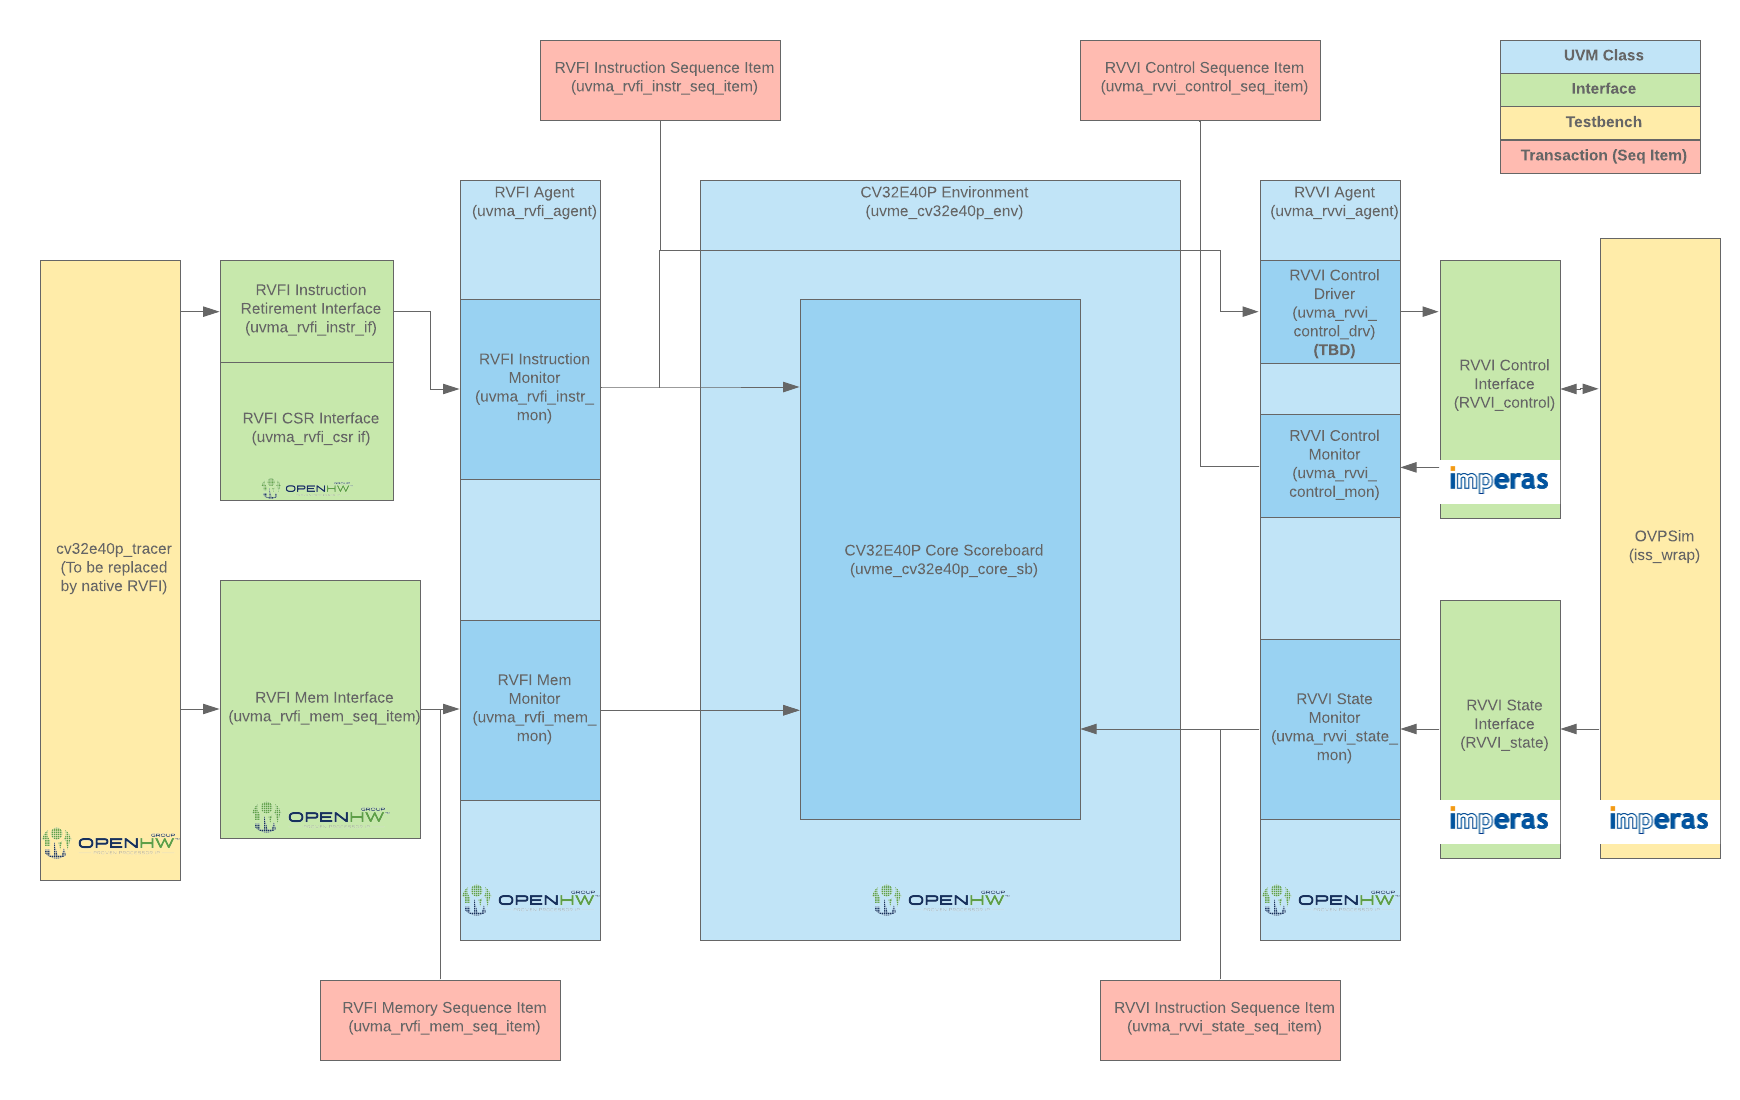 RVFI Instruction Sequence Item
(uvma_rvfi_instr_seq_item)
RVVI Control Sequence Item
(uvma_rvvi_control_seq_item)
UVM Class
Interface
Testbench
Transaction (Seq Item)
RVFI Agent
(uvma_rvfi_agent)
CV32E40P Environment
(uvme_cv32e40p_env)
RVVI Agent
(uvma_rvvi_agent)
cv32e40p_tracer
(To be replaced
by native RVFI)
OPENHW
GROUP
RVFI Instruction
Retirement Interface
(uvma_rvfi_instr_if)
RVFI CSR Interface
(uvma_rvfi_csr if)
OPENHW
RVFI Mem Interface
(uvma_rvfi_mem_seq_item)
OPENHW
GROUP
RVFI Instruction
Monitor
(uvma_rvfi_instr_
mon)
RVFI Mem
Monitor
(uvma_rvfi_mem_
mon)
OPENHW
GROUP
CV32E40P Core Scoreboard
(uvme_cv32e40p_core_sb)
OPENHW
GROUP
RVVI Control
Driver
(uvma_rvvi_
control_drv)
(TBD)
RVVI Control
Monitor
(uvma_rvvi_
control_mon)
RVVI State
Monitor
(uvma_rvvi_state_
mon)
OPENHW
GROUP
RVVI Control
Interface
(RVVI_control)
imperas
RVVI State
Interface
(RVVI_state)
imperas
OVPSim
(iss_wrap)
imperas
RVFI Memory Sequence Item
(uvma_rvfi_mem_seq_item)
RVVI Instruction Sequence Item
(uvma_rvvi_state_seq_item)